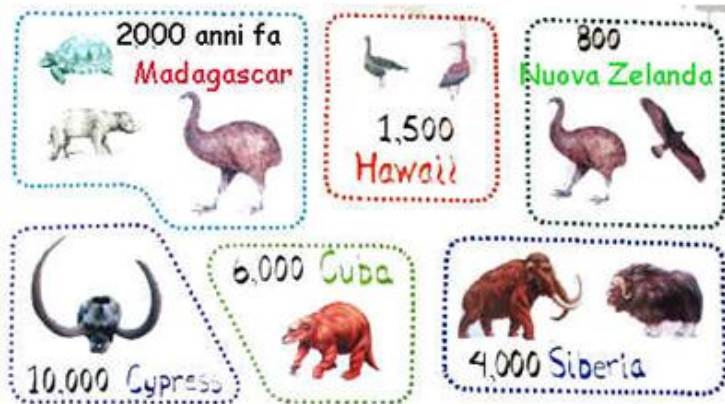 2000 anni fa
Madagascar
1,500
Hawaii
800
Nuova Zelanda
10,000 Cypress
6,000 Cuba
4,000 Siberia